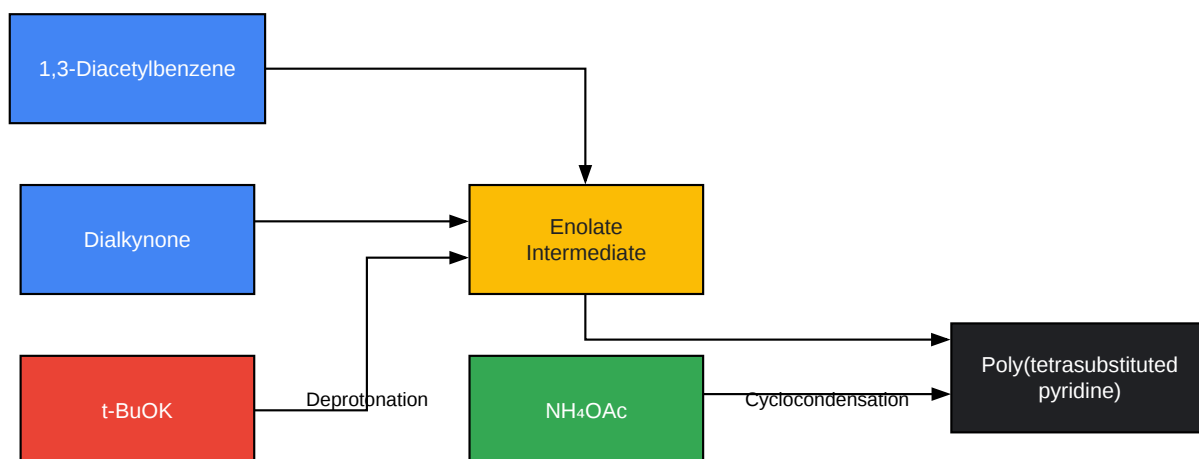 1,3-Diacetylbenzene
Dialkynone
Enolate
Intermediate
t-BuOK
Deprotonation
NH₄OAc
Cyclocondensation
Poly(tetrasubstituted
pyridine)